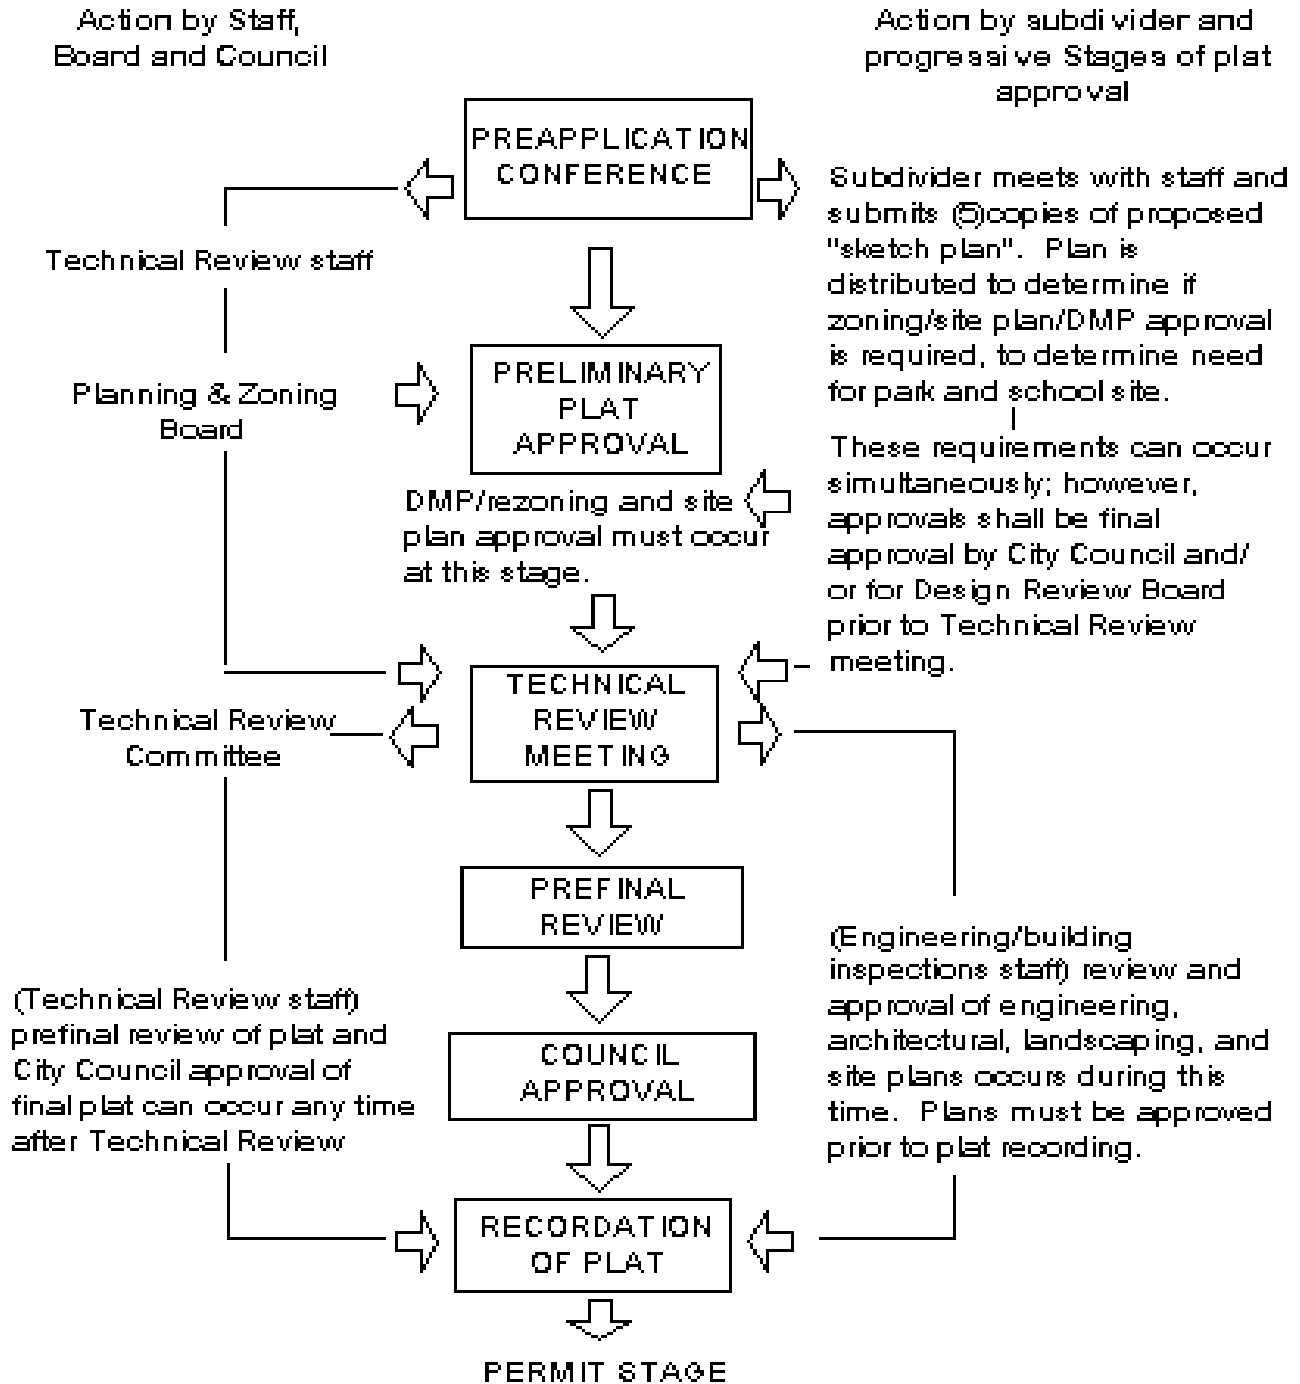 Action by Staff,
Board and Council
Action by subdivider and
progressive Stages of plat
approval
PREAPPLICATION
CONFERENCE
Technical Review staff
Subdivider meets with staff and
submits (5)copies of proposed
"sketch plan". Plan is
distributed to determine if
zoning/site plan/DMP approval
is required, to determine need
for park and school site.
Planning & Zoning
Board
PRELIMINARY
PLAT
APPROVAL
DMP/rezoning and site
plan approval must occur
at this stage.
These requirements can occur
simultaneously; however,
approvals shall be final
approval by City Council and/
or for Design Review Board
prior to Technical Review
meeting.
TECHNICAL
REVIEW
MEETING
Technical Review
Committee
PREFINAL
REVIEW
(Technical Review staff)
prefinal review of plat and
City Council approval of
final plat can occur any time
after Technical Review
COUNCIL
APPROVAL
(Engineering/building
inspections staff) review and
approval of engineering,
architectural, landscaping, and
site plans occurs during this
time. Plans must be approved
prior to plat recording.
RECORDATION
OF PLAT
PERMIT STAGE